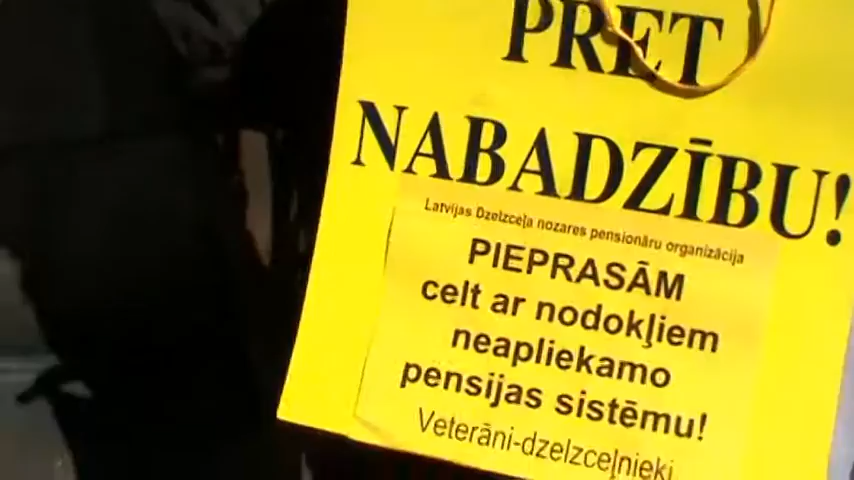 PRET
NABADZĪBU!
Latvijas Dzelzceļa nozares pensionāru organizācija
PIEPRASĀM
celt ar nodokļiem
neapliekamo
pensijas sistēmu!
Veterāni-dzelzceļnieki